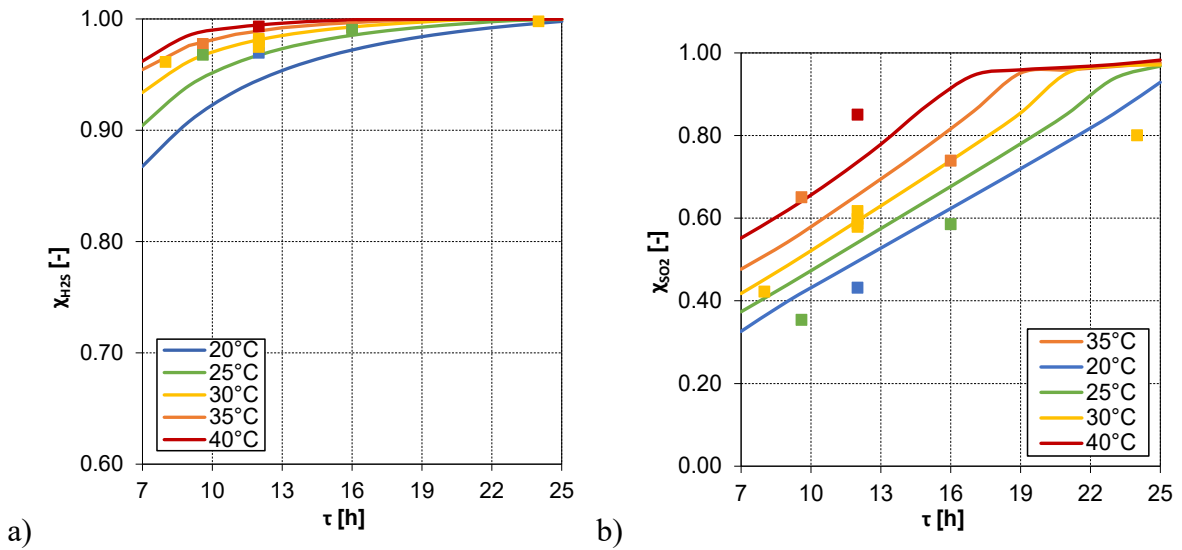 1.00
0.90
0.80
0.70
0.60
χH2S [-]
7 10 13 16 19 22 25
τ [h]
20°C
25°C
30°C
35°C
40°C
a)
1.00
0.80
0.60
0.40
0.20
0.00
χSO2 [-]
7 10 13 16 19 22 25
τ [h]
35°C
20°C
25°C
30°C
40°C
b)